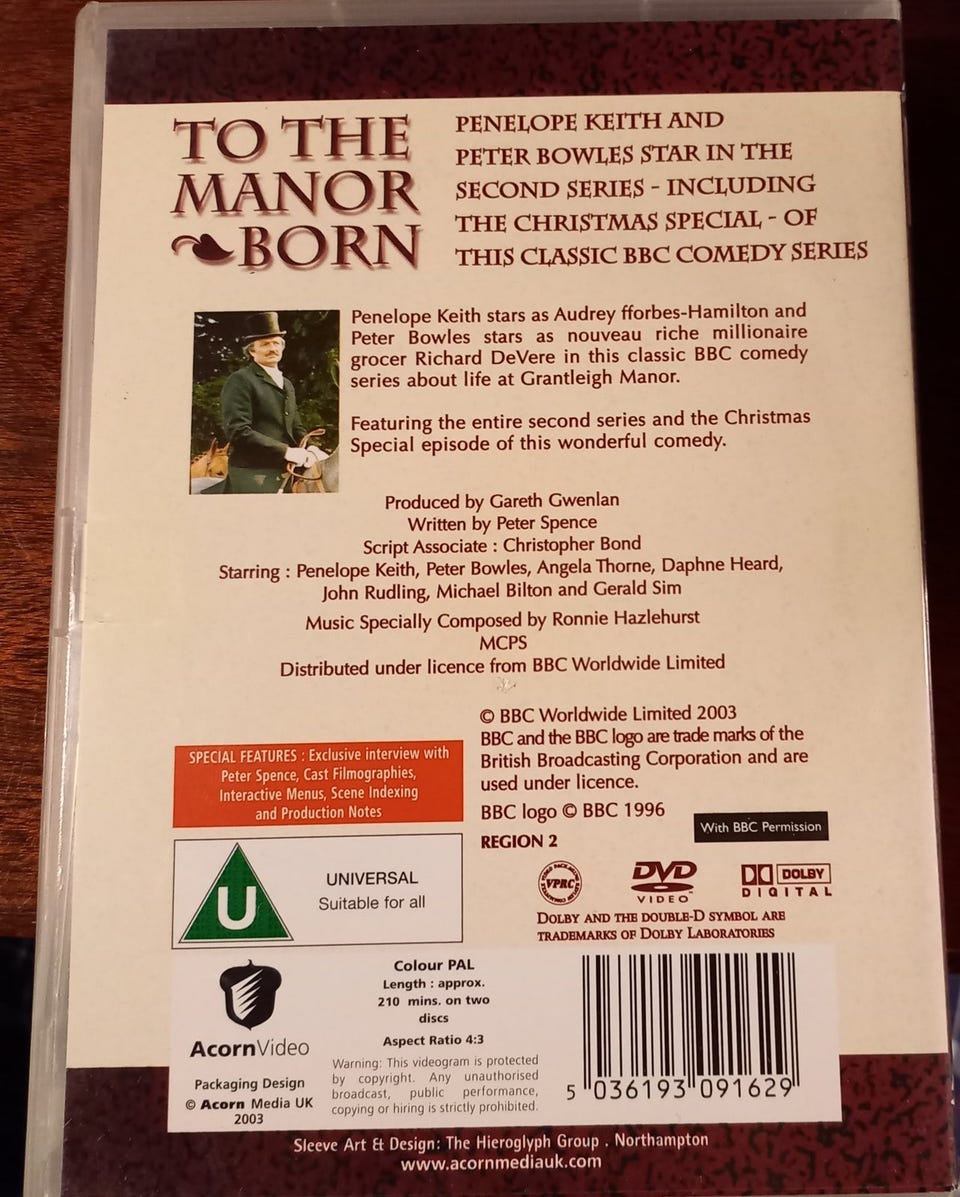 TO THE
MANOR
BORN
PENELOPE KEITH AND
PETER BOWLES STAR IN THE
SECOND SERIES - INCLUDING
THE CHRISTMAS SPECIAL - OF
THIS CLASSIC BBC COMEDY SERIES
Penelope Keith stars as Audrey fforbes-Hamilton and
Peter Bowles stars as nouveau riche millionaire
grocer Richard DeVere in this classic BBC comedy
series about life at Grantleigh Manor.
Featuring the entire second series and the Christmas
Special episode of this wonderful comedy.
Produced by Gareth Gwenlan
Written by Peter Spence
Script Associate : Christopher Bond
Starring : Penelope Keith, Peter Bowles, Angela Thorne, Daphne Heard,
John Rudling, Michael Bilton and Gerald Sim
Music Specially Composed by Ronnie Hazlehurst
MCPS
Distributed under licence from BBC Worldwide Limited
© BBC Worldwide Limited 2003
BBC and the BBC logo are trade marks of the
British Broadcasting Corporation and are
used under licence.
BBC logo © BBC 1996
With BBC Permission
REGION 2
SPECIAL FEATURES : Exclusive interview with
Peter Spence, Cast Filmographies,
Interactive Menus, Scene Indexing
and Production Notes
U
UNIVERSAL
Suitable for all
VPRC
DVD
VIDEO™
DOLBY
DIGITAL
DOLBY AND THE DOUBLE-D SYMBOL ARE
TRADEMARKS OF DOLBY LABORATORIES
AcornVideo
Packaging Design
© Acorn Media UK
2003
Colour PAL
Length : approx.
210 mins. on two
discs
Aspect Ratio 4:3
Warning: This videogram is protected
by copyright. Any unauthorised
broadcast, public performance,
copying or hiring is strictly prohibited.
5 036193 091629
Sleeve Art & Design: The Hieroglyph Group . Northampton
www.acornmediauk.com